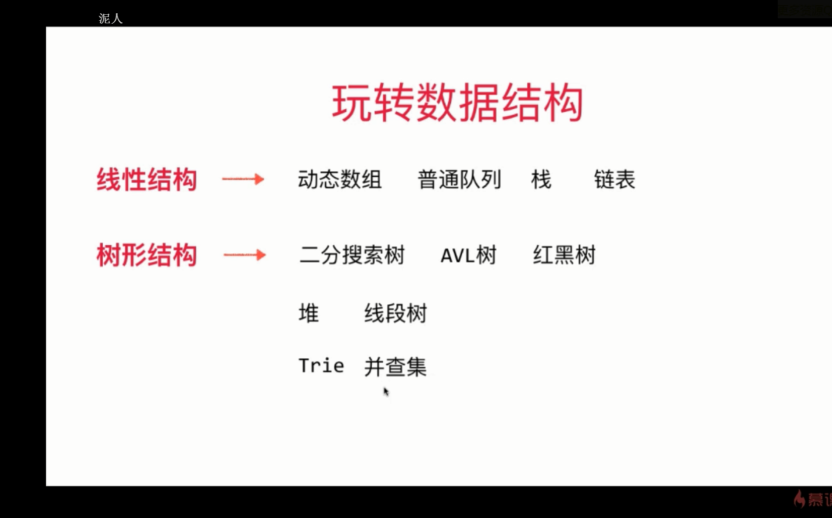 泥人
玩转数据结构
线性结构 动态数组 普通队列 栈 链表
树形结构 二分搜索树 AVL树 红黑树
堆 线段树
Trie 并查集